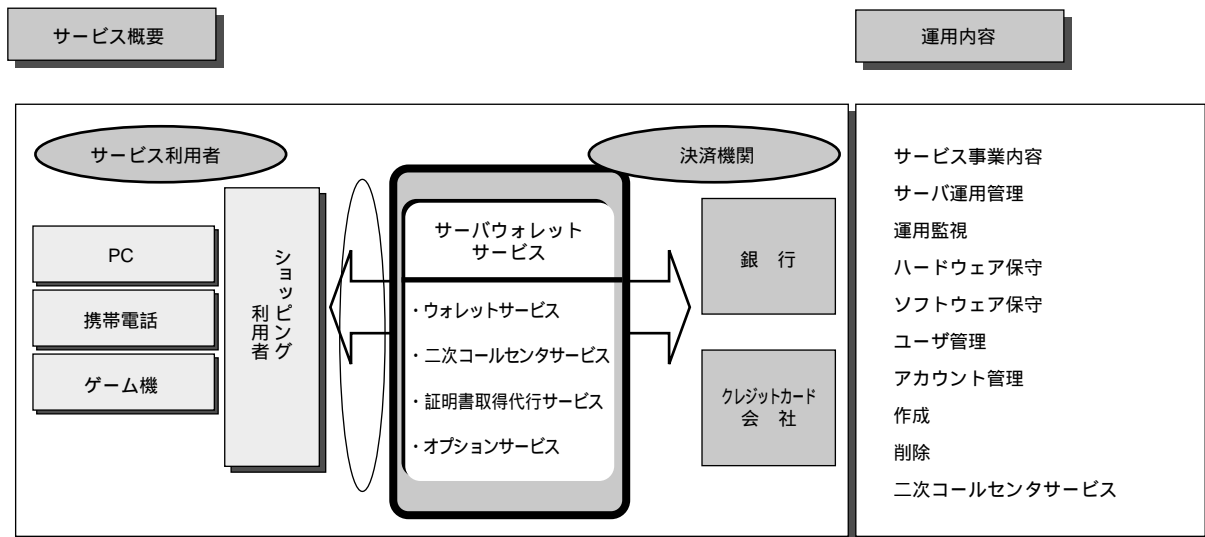 サービス概要
運用内容
サービス利用者
決済機関
PC
携帯電話
ゲーム機
ショッピング
利用者
サーバウォレット
サービス
・ウォレットサービス
・二次コールセンタサービス
・証明書取得代行サービス
・オプションサービス
銀 行
クレジットカード
会 社
サービス事業内容
サーバ運用管理
運用監視
ハードウェア保守
ソフトウェア保守
ユーザ管理
アカウント管理
作成
削除
二次コールセンタサービス